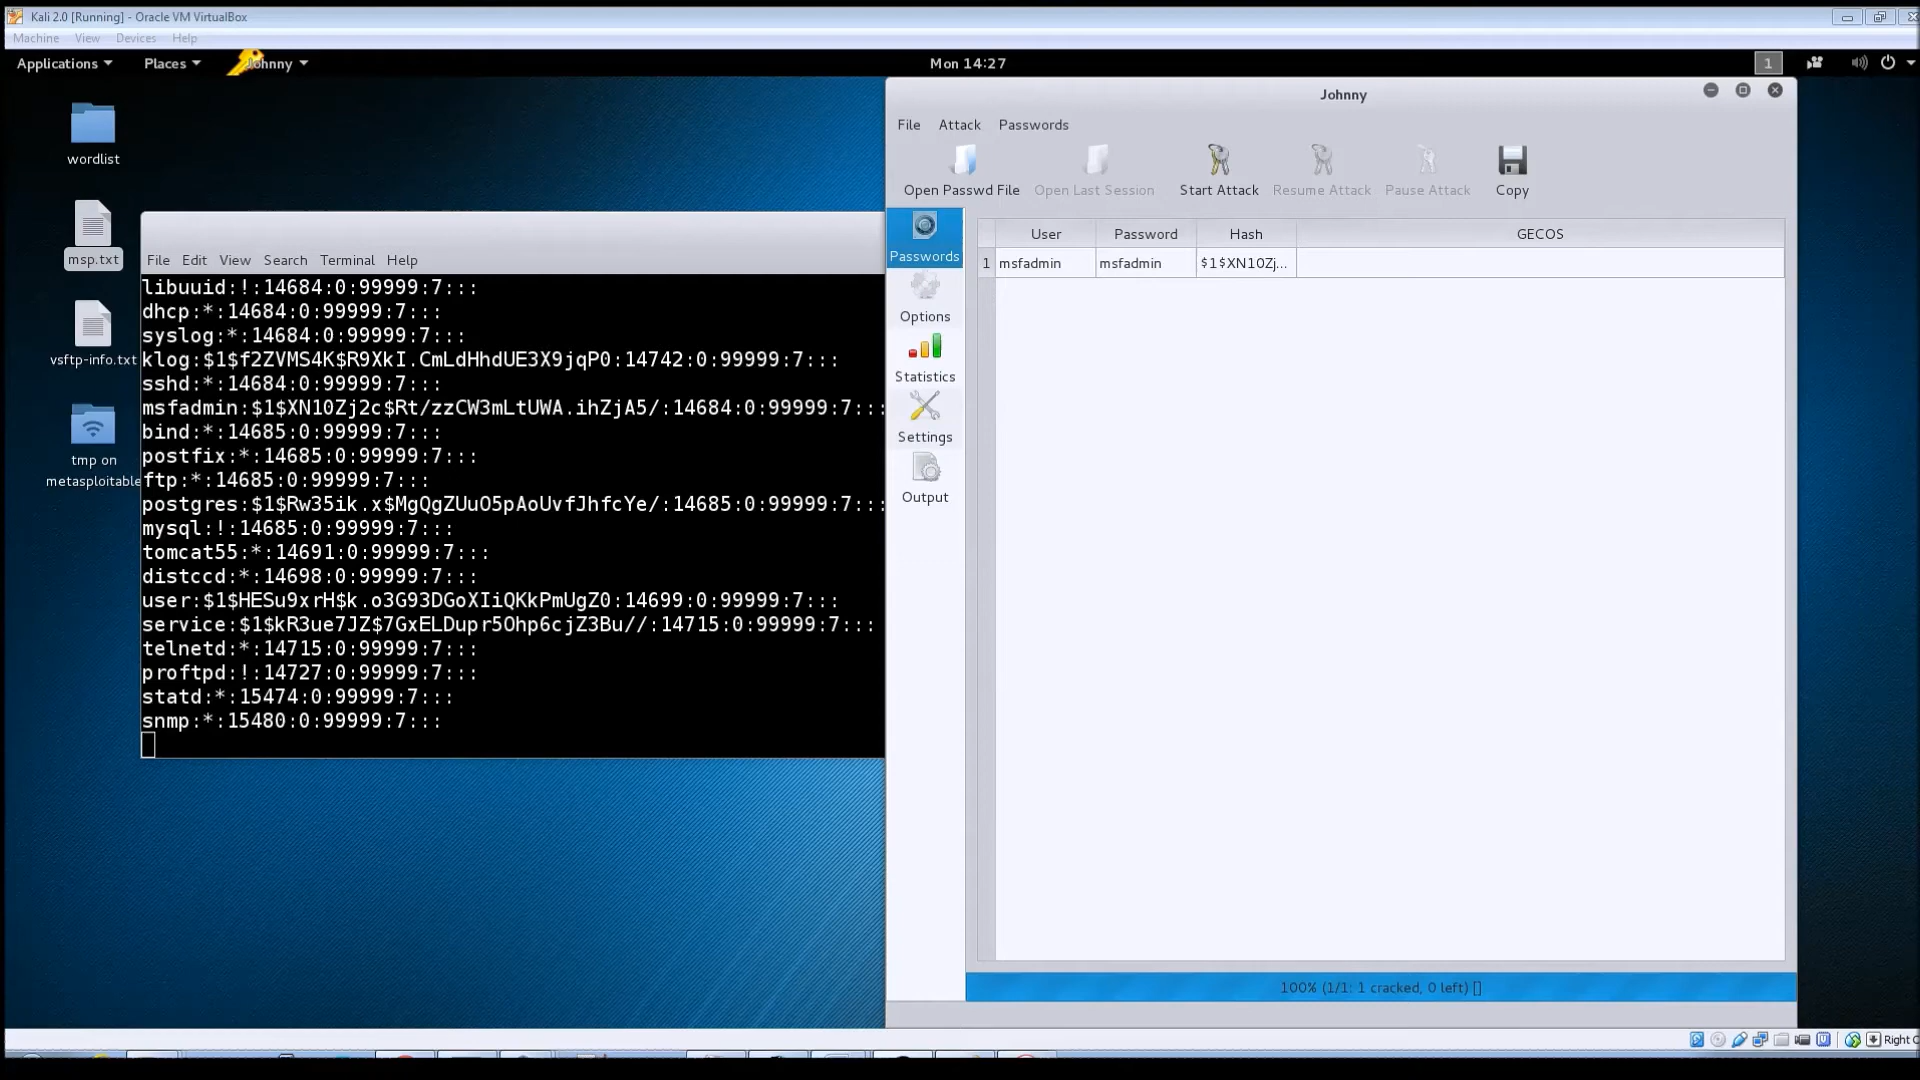 Kali 2.0 [Running] - Oracle VM VirtualBox
Machine View Devices Help
Applications Places Johnny Mon 14:27 1
wordlist
msp.txt
vsftp-info.txt
tmp on
metasploitable
File Edit View Search Terminal Help
libuuid:!:14684:0:99999:7:::
dhcp:*:14684:0:99999:7:::
syslog:*:14684:0:99999:7:::
klog:$1$f2ZVMS4K$R9XkI.CmLdHhdUE3X9jqP0:14742:0:99999:7:::
sshd:*:14684:0:99999:7:::
msfadmin:$1$XN10Zj2c$Rt/zzCW3mLtUWA.ihZjA5/:14684:0:99999:7:::
bind:*:14685:0:99999:7:::
postfix:*:14685:0:99999:7:::
ftp:*:14685:0:99999:7:::
postgres:$1$Rw35ik.x$MgQgZUuO5pAoUvfJhfcYe/:14685:0:99999:7:::
mysql:!:14685:0:99999:7:::
tomcat55:*:14691:0:99999:7:::
distccd:*:14698:0:99999:7:::
user:$1$HESu9xrH$k.o3G93DGoXIiQKkPmUgZ0:14699:0:99999:7:::
service:$1$kR3ue7JZ$7GxELDupr5Ohp6cjZ3Bu//:14715:0:99999:7:::
telnetd:*:14715:0:99999:7:::
proftpd:!:14727:0:99999:7:::
statd:*:15474:0:99999:7:::
snmp:*:15480:0:99999:7:::
Johnny
File Attack Passwords
Open Passwd File Open Last Session Start Attack Resume Attack Pause Attack Copy
Passwords
Options
Statistics
Settings
Output
User Password Hash GECOS
1 msfadmin msfadmin $1$XN10Zj...
100% (1/1: 1 cracked, 0 left) []
Right C